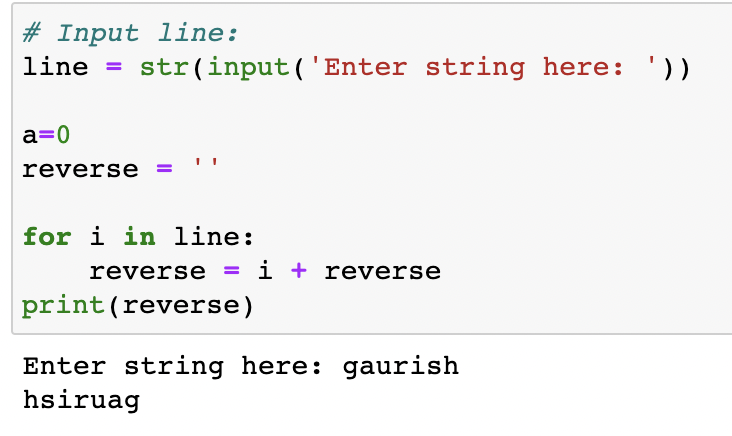 # Input line:
line = str(input('Enter string here: '))
a=0
reverse = ''
for i in line:
    reverse = i + reverse
print(reverse)
Enter string here: gaurish
hsiruag